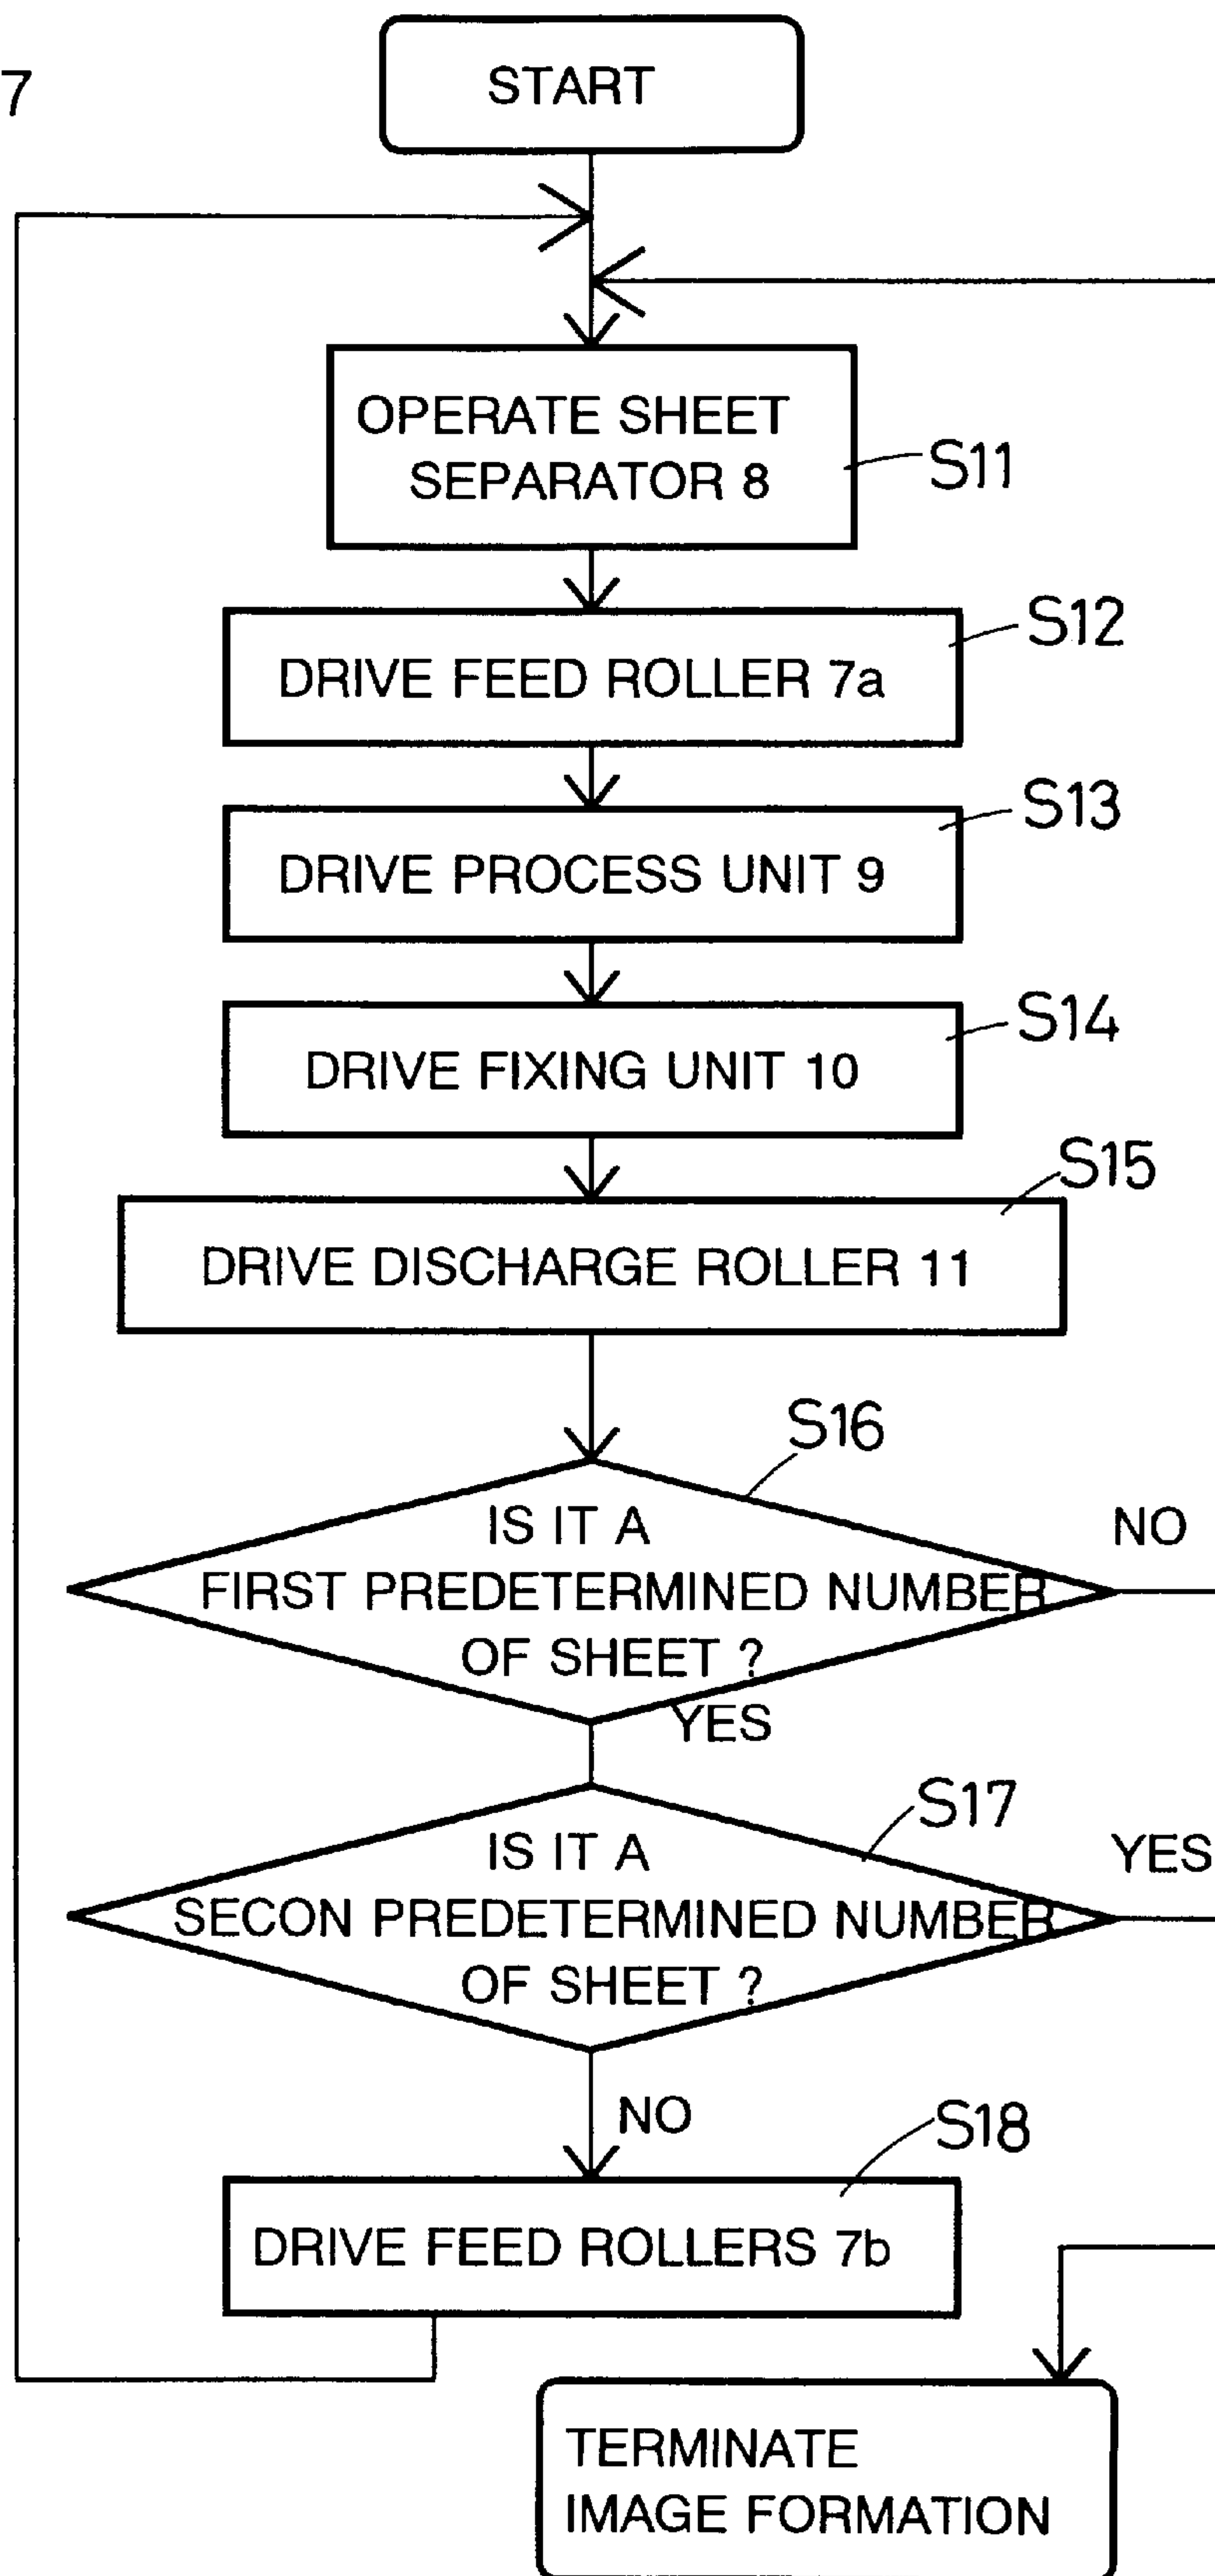 7
START
OPERATE SHEET
SEPARATOR 8
S11
S12
DRIVE FEED ROLLER 7a
S13
DRIVE PROCESS UNIT 9
S14
DRIVE FIXING UNIT 10
S15
DRIVE DISCHARGE ROLLER 11
S16
IS IT A
FIRST PREDETERMINED NUMBER
OF SHEET ?
NO
YES
S17
IS IT A
SECON PREDETERMINED NUMBER
OF SHEET ?
YES
NO
S18
DRIVE FEED ROLLERS 7b
TERMINATE
IMAGE FORMATION